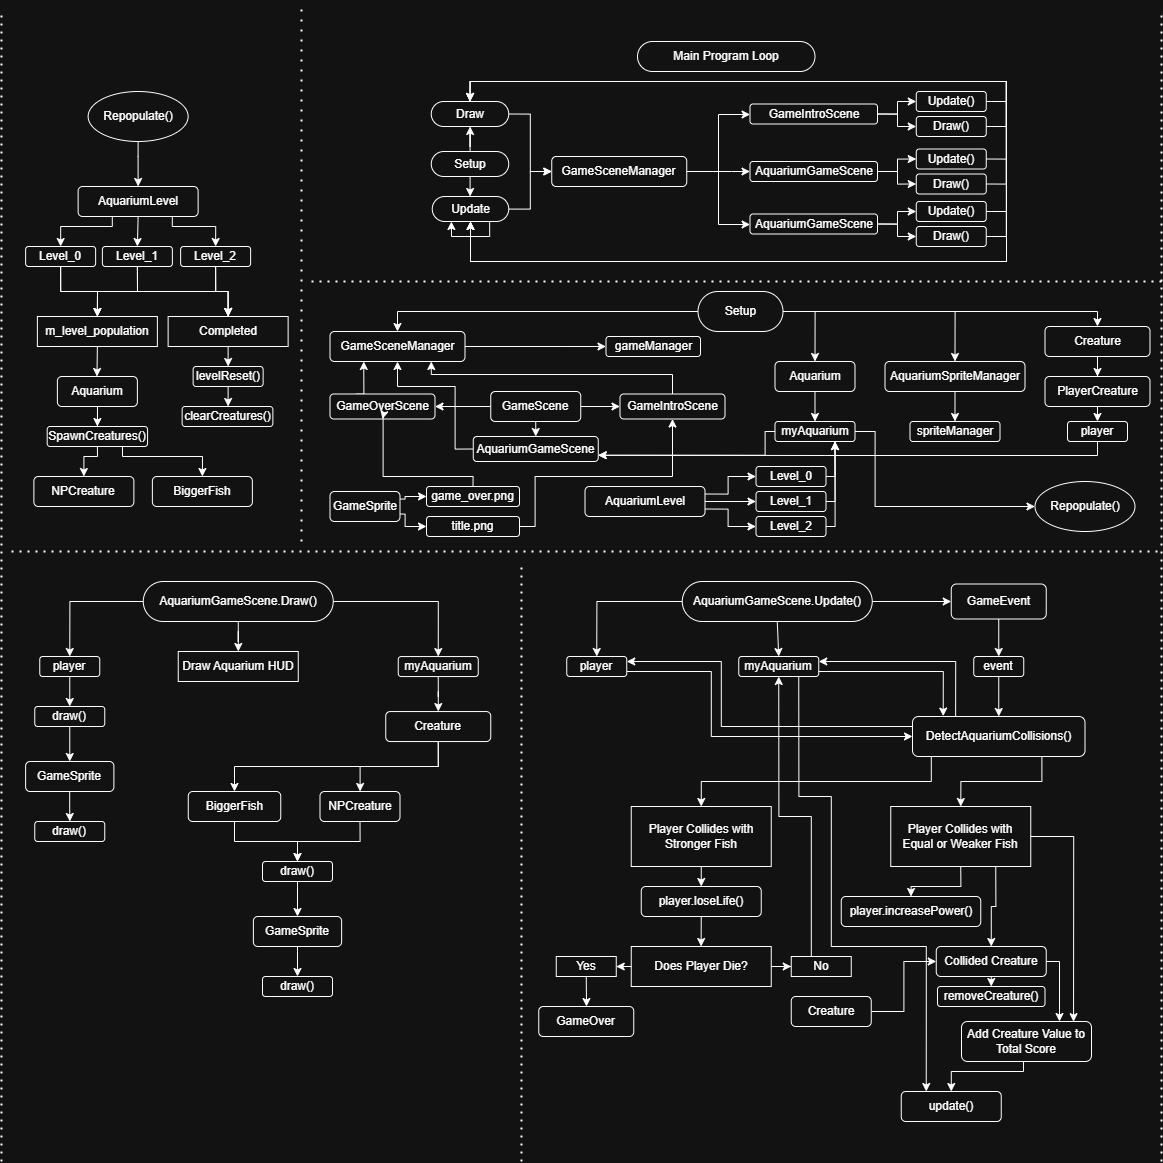 Repopulate()
AquariumLevel
Level_0
Level_1
Level_2
m_level_population
Completed
Aquarium
levelReset()
clearCreatures()
SpawnCreatures()
NPCreature
BiggerFish
Main Program Loop
Draw
Setup
Update
GameSceneManager
GameIntroScene
Update()
Draw()
AquariumGameScene
Update()
Draw()
AquariumGameScene
Update()
Draw()
Setup
GameSceneManager
gameManager
Aquarium
AquariumSpriteManager
Creature
PlayerCreature
GameOverScene
GameScene
GameIntroScene
myAquarium
spriteManager
player
AquariumGameScene
GameSprite
game_over.png
title.png
AquariumLevel
Level_0
Level_1
Level_2
Repopulate()
AquariumGameScene.Draw()
player
Draw Aquarium HUD
myAquarium
draw()
Creature
GameSprite
draw()
BiggerFish
NPCreature
draw()
GameSprite
draw()
AquariumGameScene.Update()
GameEvent
player
myAquarium
event
DetectAquariumCollisions()
Player Collides with
Stronger Fish
Player Collides with
Equal or Weaker Fish
player.loseLife()
player.increasePower()
Yes
Does Player Die?
No
Collided Creature
removeCreature()
GameOver
Creature
Add Creature Value to
Total Score
update()